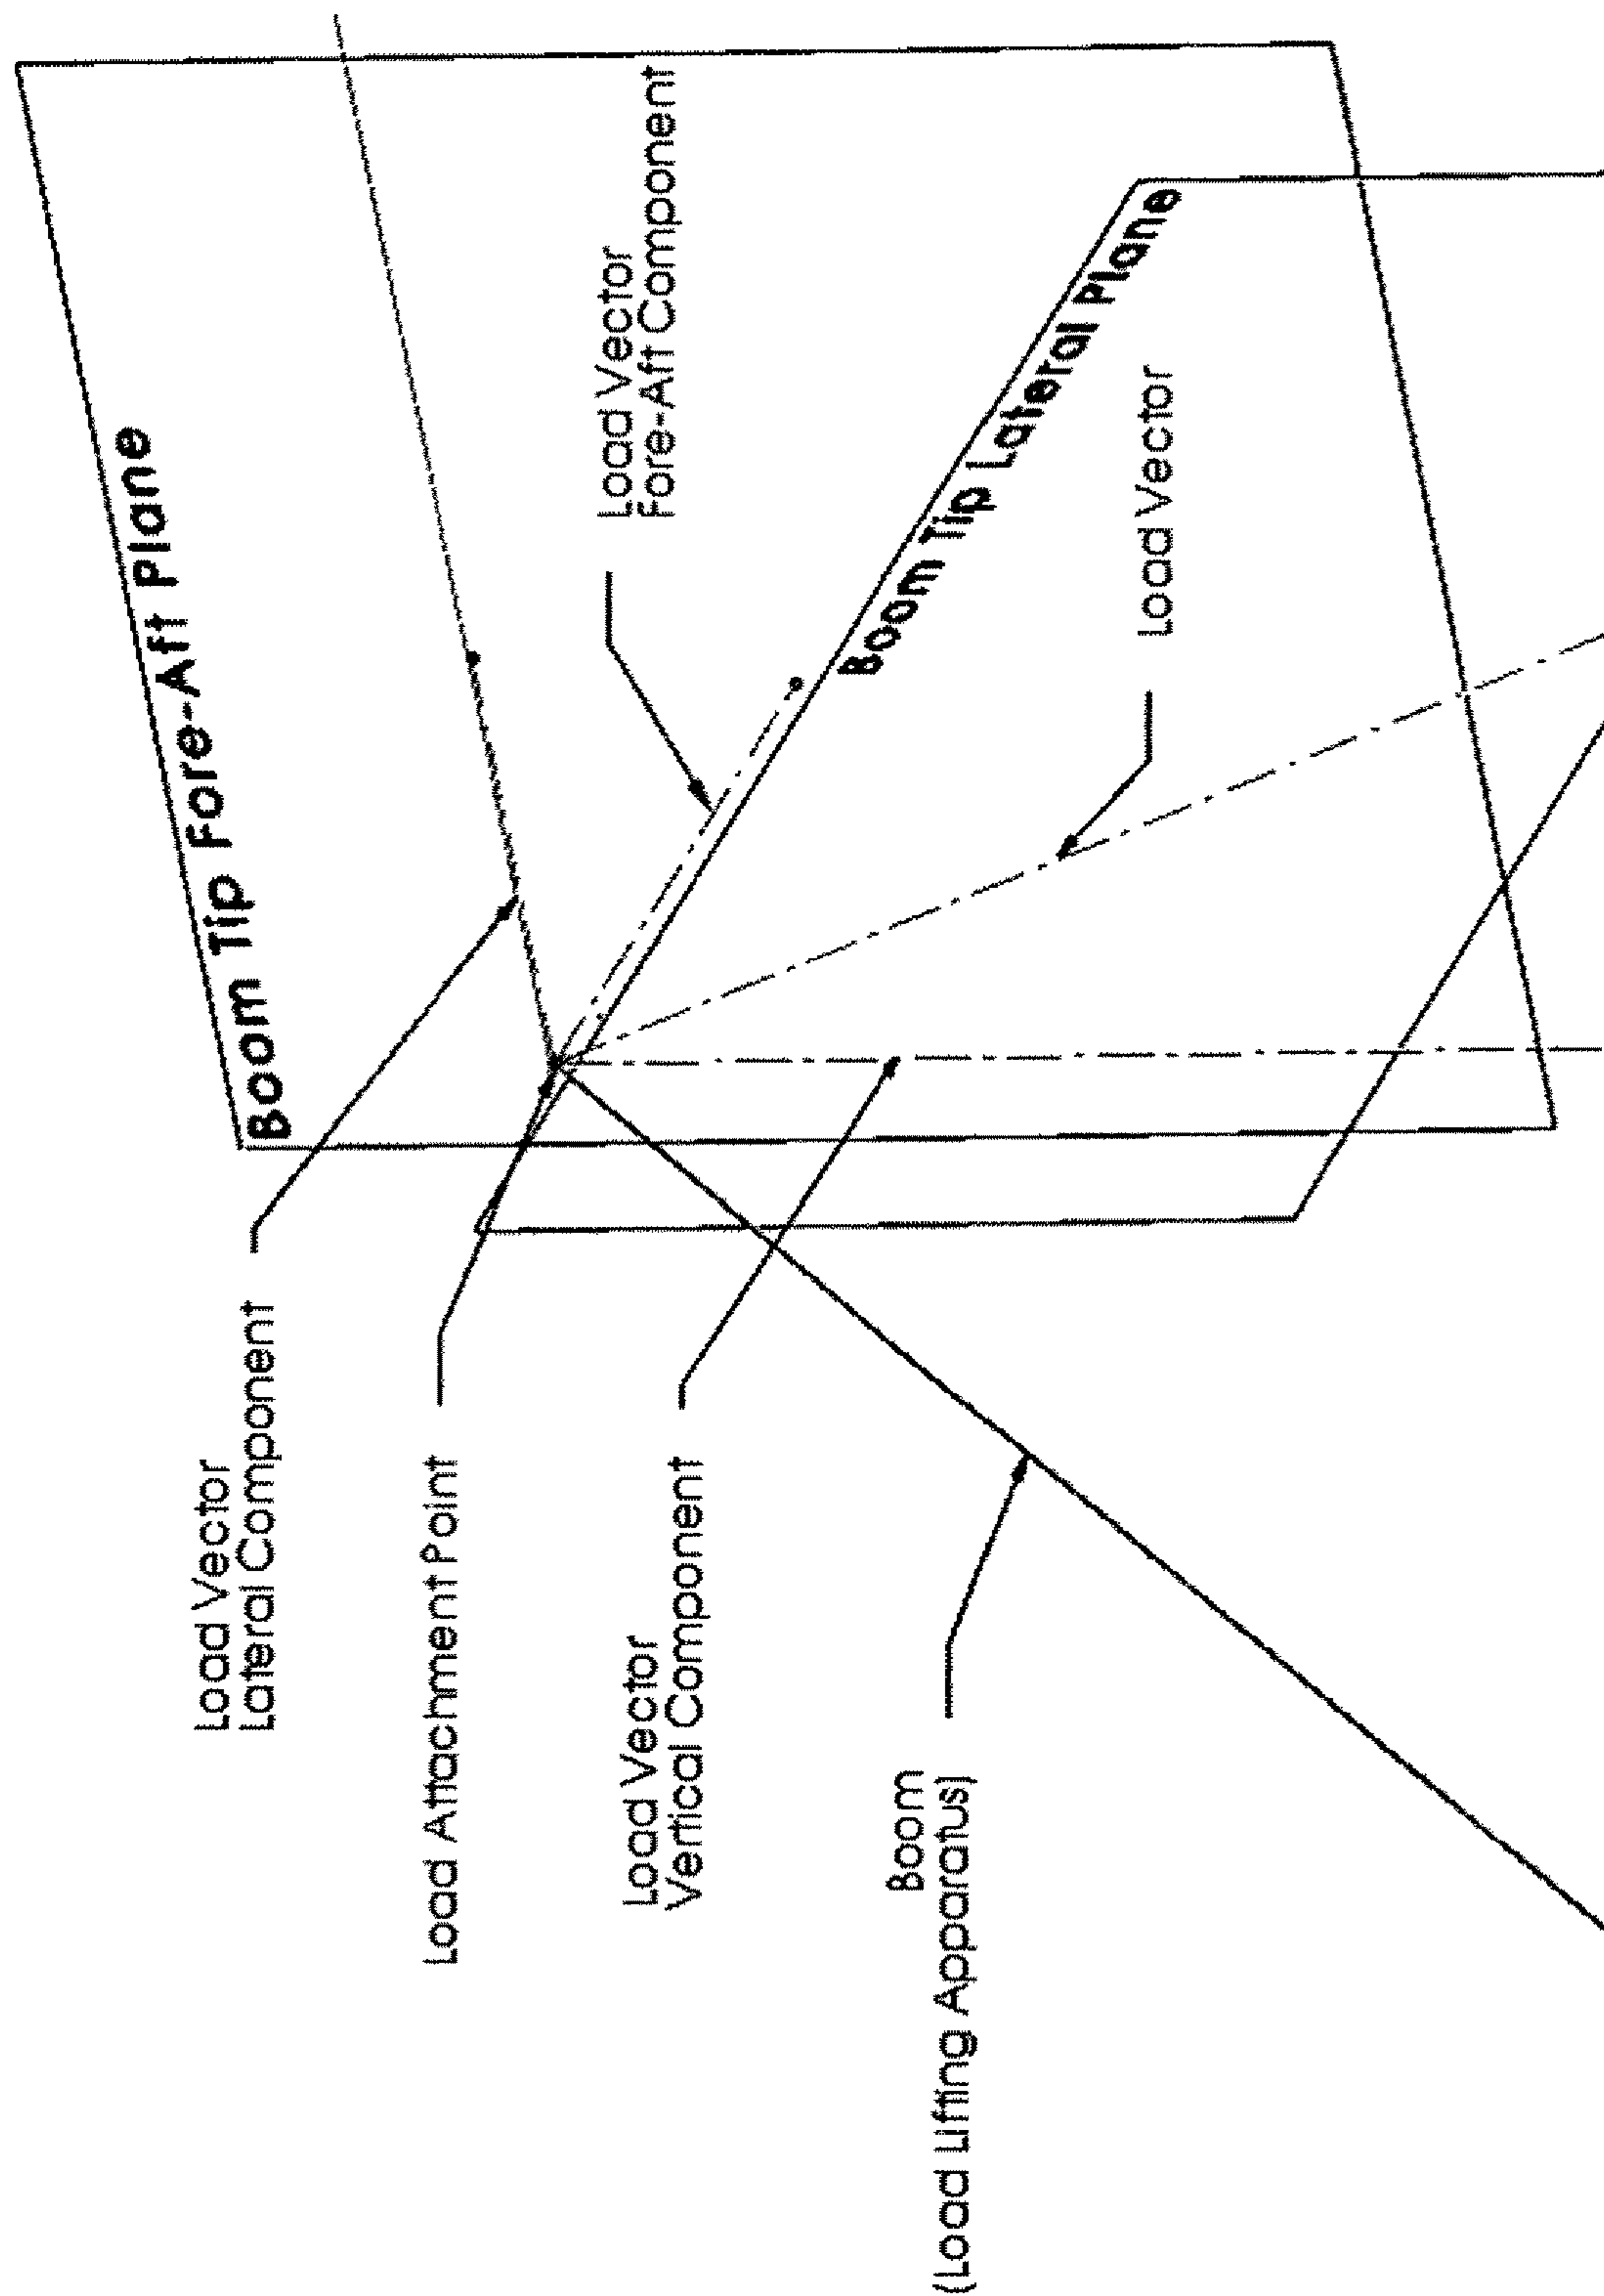 Boom Tip Fore-Aft Plane
Load Vector
Lateral Component
Load Attachment Point
Load Vector
Fore-Aft Component
Load Vector
Vertical Component
Boom Tip Lateral Plane
Boom
(Load Lifting Apparatus)
Load Vector